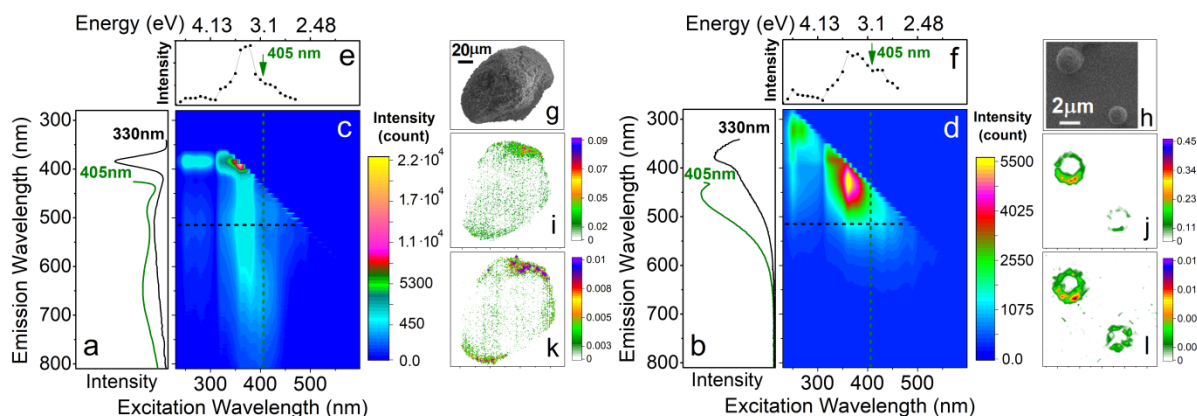 Energy (eV) 4.13 3.1 2.48
Intensity
e
405 nm
20μm
g
Emission Wavelength (nm)
300
400
500
600
700
800
330nm
405nm
a
Intensity
c
300 400 500
Excitation Wavelength (nm)
Intensity
(count)
2.2·10⁴
1.7·10⁴
1.1·10⁴
5300
450
0.0
i
0.09
0.07
0.05
0.02
0
k
0.01
0.008
0.006
0.003
0
Energy (eV) 4.13 3.1 2.48
Intensity
f
405 nm
2μm
h
Emission Wavelength (nm)
300
400
500
600
700
800
330nm
405nm
b
Intensity
d
300 400 500
Excitation Wavelength (nm)
Intensity
(count)
5500
4025
2550
1075
0.0
j
0.45
0.34
0.23
0.11
0
l
0.01
0.00
0.00
0.00
0